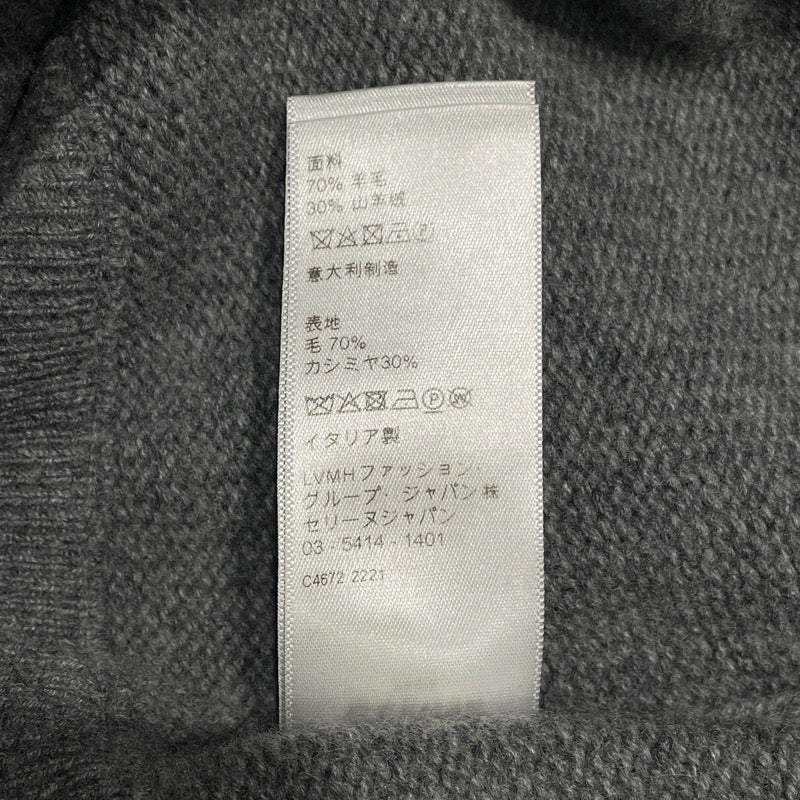 面料
70% 羊毛
30% 山羊绒
意大利制造
表地
毛 70%
カシミヤ30%
イタリア製
LVMHファッション・
グループ・ジャパン株
セリーヌジャパン
03 - 5414 - 1401
C4672 2221